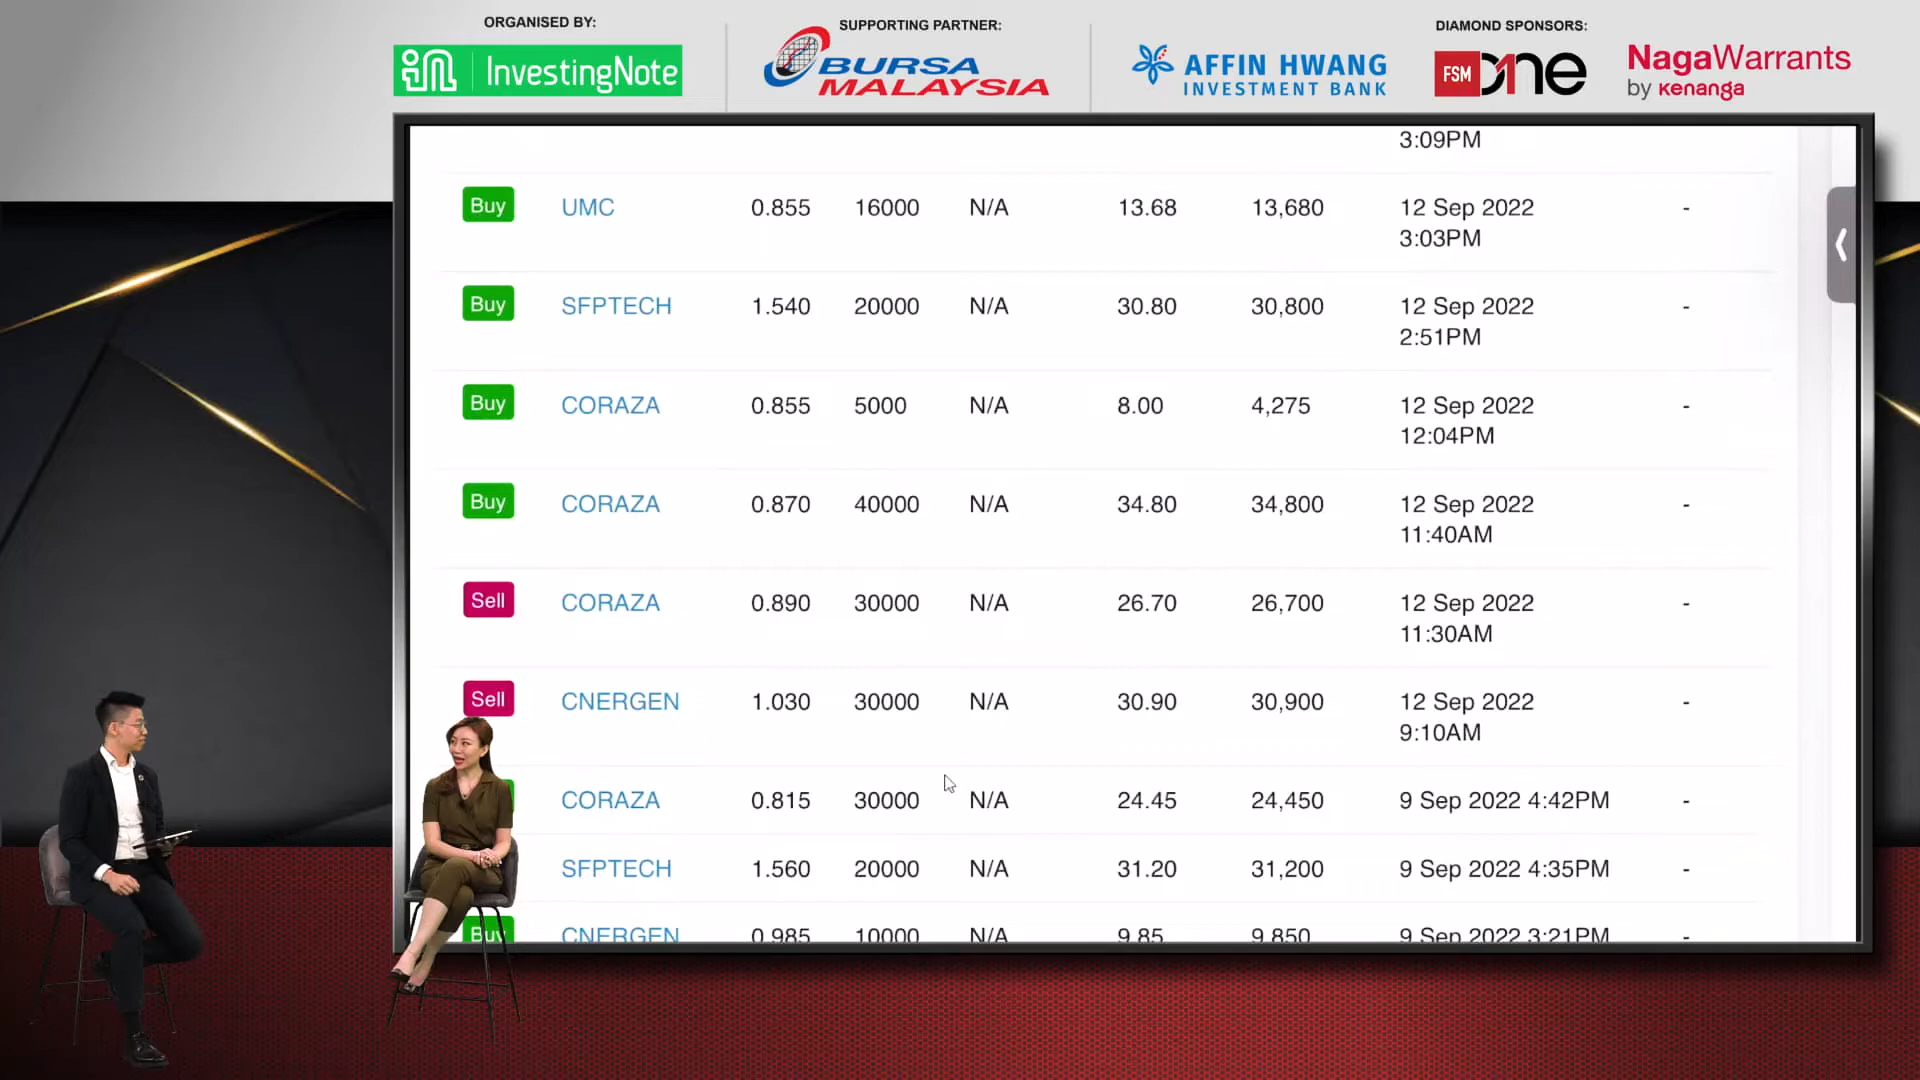 ORGANISED BY:
InvestingNote
SUPPORTING PARTNER:
BURSA
MALAYSIA
AFFIN HWANG
INVESTMENT BANK
DIAMOND SPONSORS:
FSM
one
NagaWarrants
by kenanga
3:09PM
Buy UMC 0.855 16000 N/A 13.68 13,680 12 Sep 2022 -
3:03PM
Buy SFPTECH 1.540 20000 N/A 30.80 30,800 12 Sep 2022 -
2:51PM
Buy CORAZA 0.855 5000 N/A 8.00 4,275 12 Sep 2022 -
12:04PM
Buy CORAZA 0.870 40000 N/A 34.80 34,800 12 Sep 2022 -
11:40AM
Sell CORAZA 0.890 30000 N/A 26.70 26,700 12 Sep 2022 -
11:30AM
Sell CNERGEN 1.030 30000 N/A 30.90 30,900 12 Sep 2022 -
9:10AM
CORAZA 0.815 30000 N/A 24.45 24,450 9 Sep 2022 4:42PM -
SFPTECH 1.560 20000 N/A 31.20 31,200 9 Sep 2022 4:35PM -
Buy CNERGEN 0.985 10000 N/A 9.85 9,850 9 Sep 2022 3:21PM -